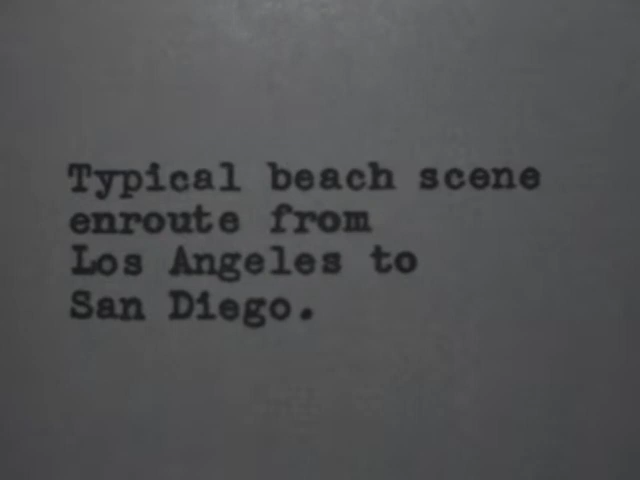 Typical beach scene
enroute from
Los Angeles to
San Diego.